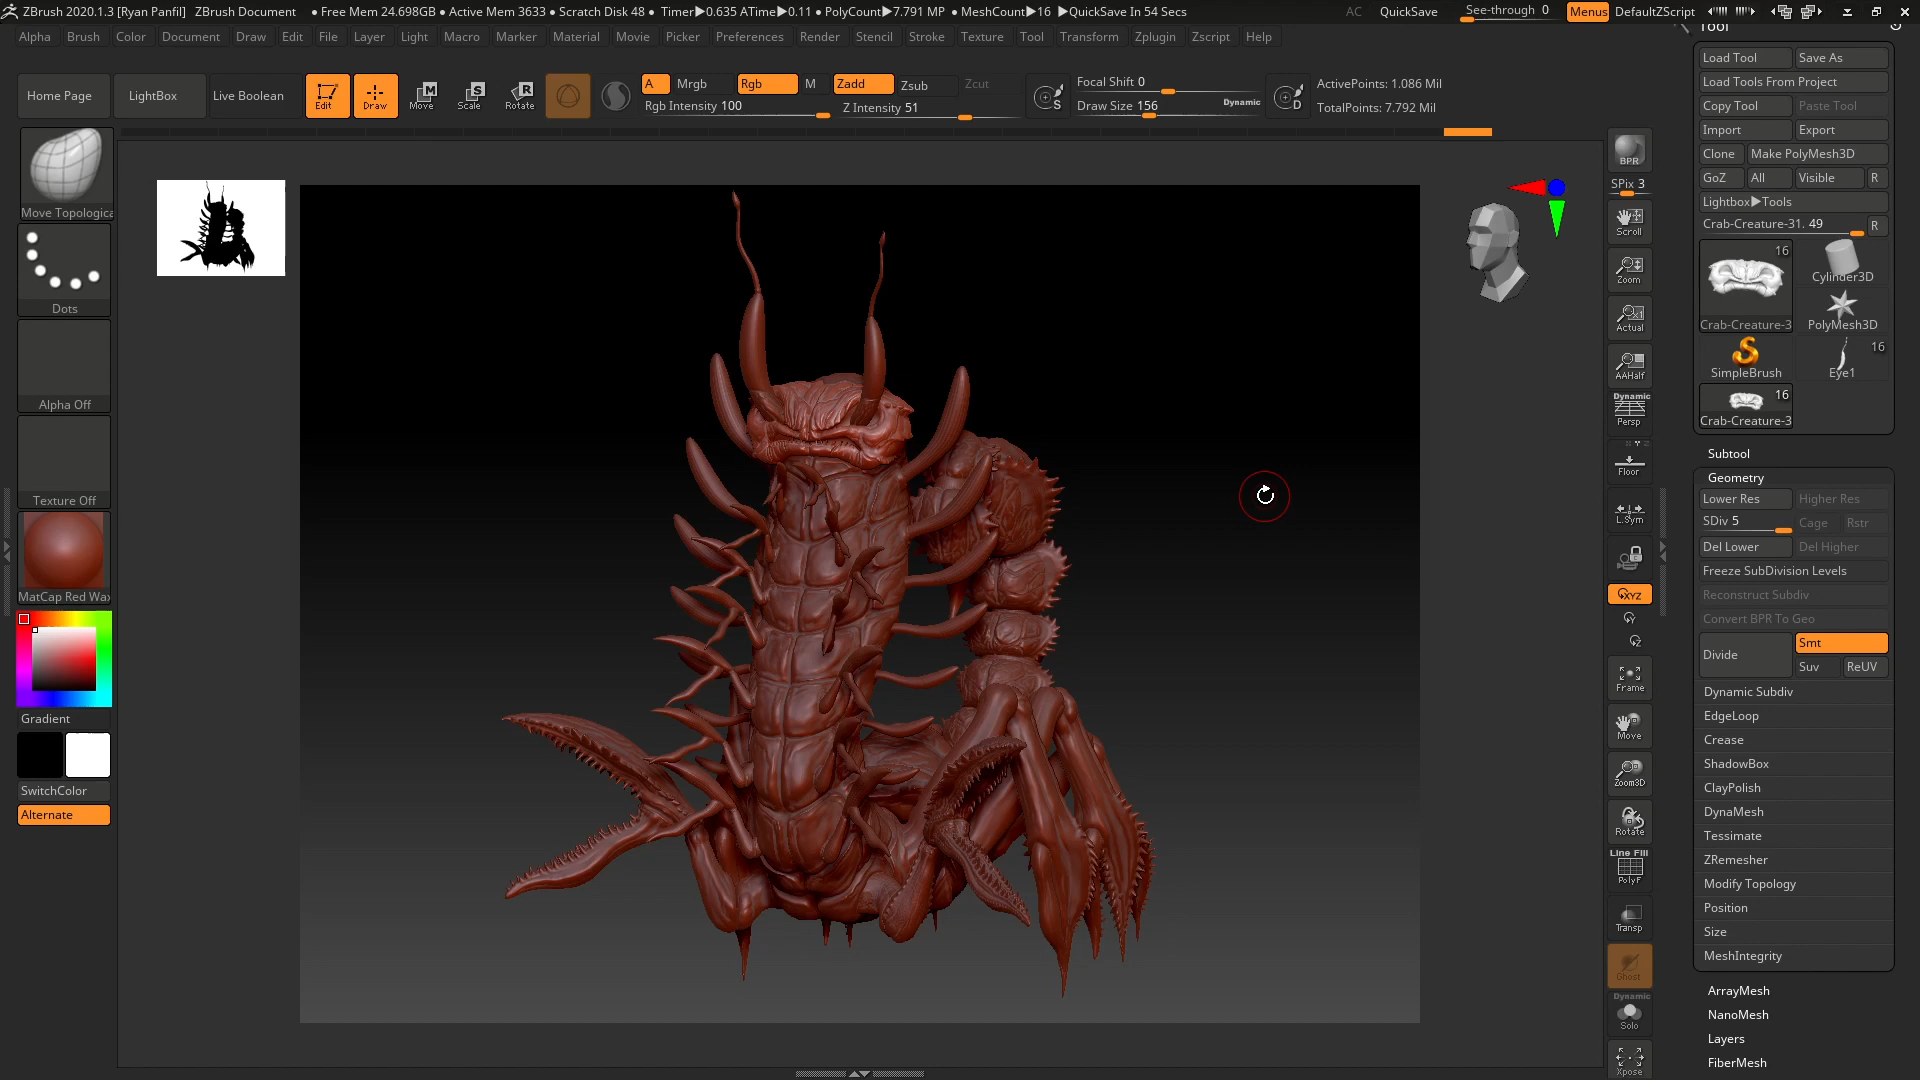 ZBrush 2020.1.3 [Ryan Panfil] ZBrush Document ● Free Mem 24.698GB ● Active Mem 3633 ● Scratch Disk 48 ● Timer▶0.635 ATime▶0.11 ● PolyCount▶7.791 MP ● MeshCount▶16 ▶QuickSave In 54 Secs AC QuickSave See-through 0 Menus DefaultZScript
Alpha Brush Color Document Draw Edit File Layer Light Macro Marker Material Movie Picker Preferences Render Stencil Stroke Texture Tool Transform Zplugin Zscript Help
Tool
Home Page LightBox Live Boolean Edit Draw Move Scale Rotate
A Mrgb Rgb M Zadd Zsub Zcut
Rgb Intensity 100 Z Intensity 51
Focal Shift 0
Draw Size 156 Dynamic
ActivePoints: 1.086 Mil
TotalPoints: 7.792 Mil
Move Topologica
Dots
Alpha Off
Texture Off
MatCap Red Wax
Gradient
SwitchColor
Alternate
BPR
SPix 3
Scroll
Zoom
Actual
AAHalf
Dynamic
Persp
Floor
L.Sym
XYZ
Y
Z
Frame
Move
Zoom3D
Rotate
Line Fill
PolyF
Transp
Ghost
Dynamic
Solo
Xpose
Load Tool Save As
Load Tools From Project
Copy Tool Paste Tool
Import Export
Clone Make PolyMesh3D
GoZ All Visible R
Lightbox▶Tools
Crab-Creature-31. 49 R
16
Cylinder3D
Crab-Creature-3 PolyMesh3D
16
SimpleBrush Eye1
16
Crab-Creature-3
Subtool
Geometry
Lower Res Higher Res
SDiv 5 Cage Rstr
Del Lower Del Higher
Freeze SubDivision Levels
Reconstruct Subdiv
Convert BPR To Geo
Divide Smt
Suv ReUV
Dynamic Subdiv
EdgeLoop
Crease
ShadowBox
ClayPolish
DynaMesh
Tessimate
ZRemesher
Modify Topology
Position
Size
MeshIntegrity
ArrayMesh
NanoMesh
Layers
FiberMesh